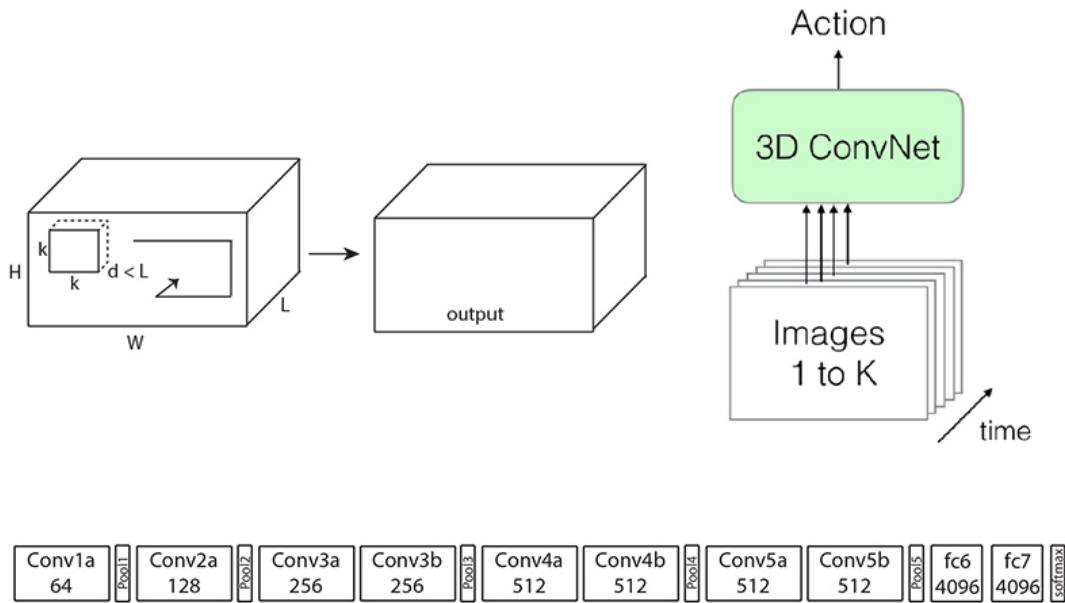 Action
3D ConvNet
Images
1 to K
time
H
k
k
d < L
L
W
output
Conv1a
64
Pool1
Conv2a
128
Pool2
Conv3a
256
Conv3b
256
Pool3
Conv4a
512
Conv4b
512
Pool4
Conv5a
512
Conv5b
512
Pool5
fc6
4096
fc7
4096
softmax